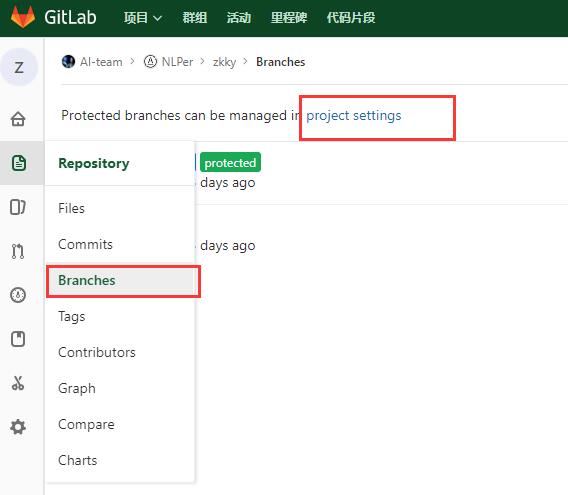 GitLab 项目 群组 活动 里程碑 代码片段
Z AI-team > NLPer > zkky > Branches
Protected branches can be managed in project settings
Repository
protected
days ago
Files
Commits
days ago
Branches
Tags
Contributors
Graph
Compare
Charts